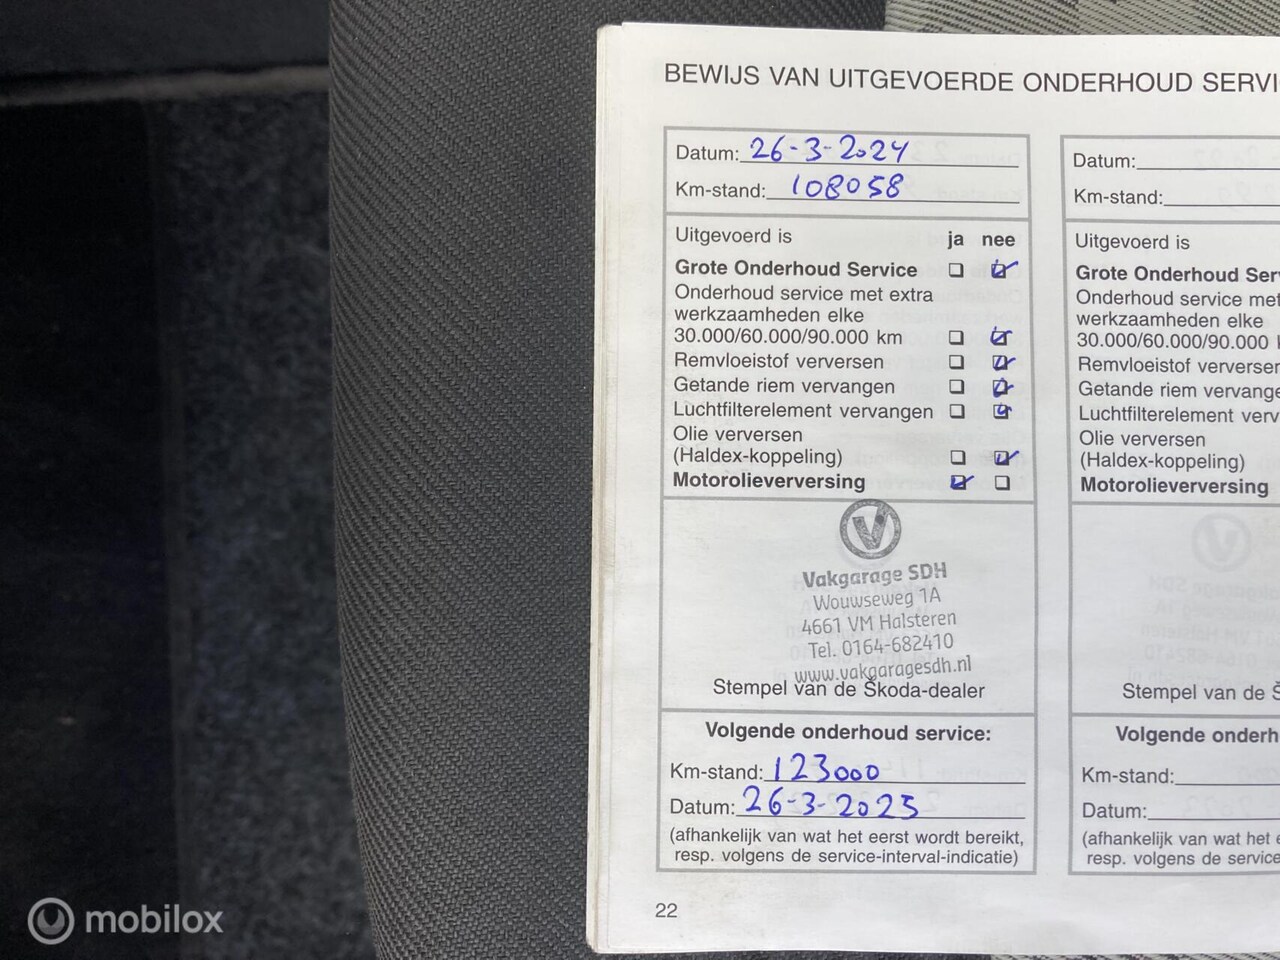 BEWIJS VAN UITGEVOERDE ONDERHOUD SERVI
Datum: 26-3-2024
Km-stand: 108058
Uitgevoerd is ja nee
Grote Onderhoud Service
Onderhoud service met extra
werkzaamheden elke
30.000/60.000/90.000 km
Remvloeistof verversen
Getande riem vervangen
Luchtfilterelement vervangen
Olie verversen
(Haldex-koppeling)
Motorolieverversing
V
Vakgarage SDH
Wouwseweg 1A
4661 VM Halsteren
Tel. 0164-682410
www.vakgaragesdh.nl
Stempel van de Škoda-dealer
Volgende onderhoud service:
Km-stand: 123000
Datum: 26-3-2025
(afhankelijk van wat het eerst wordt bereikt,
resp. volgens de service-interval-indicatie)
22
Datum:
Km-stand:
Uitgevoerd is
Grote Onderhoud Ser
Onderhoud service met
werkzaamheden elke
30.000/60.000/90.000
Remvloeistof verversen
Getande riem vervange
Luchtfilterelement verv
Olie verversen
(Haldex-koppeling)
Motorolieverversing
Stempel van de
Volgende onderh
Km-stand:
Datum:
(afhankelijk van wat het
resp. volgens de service
mobilox